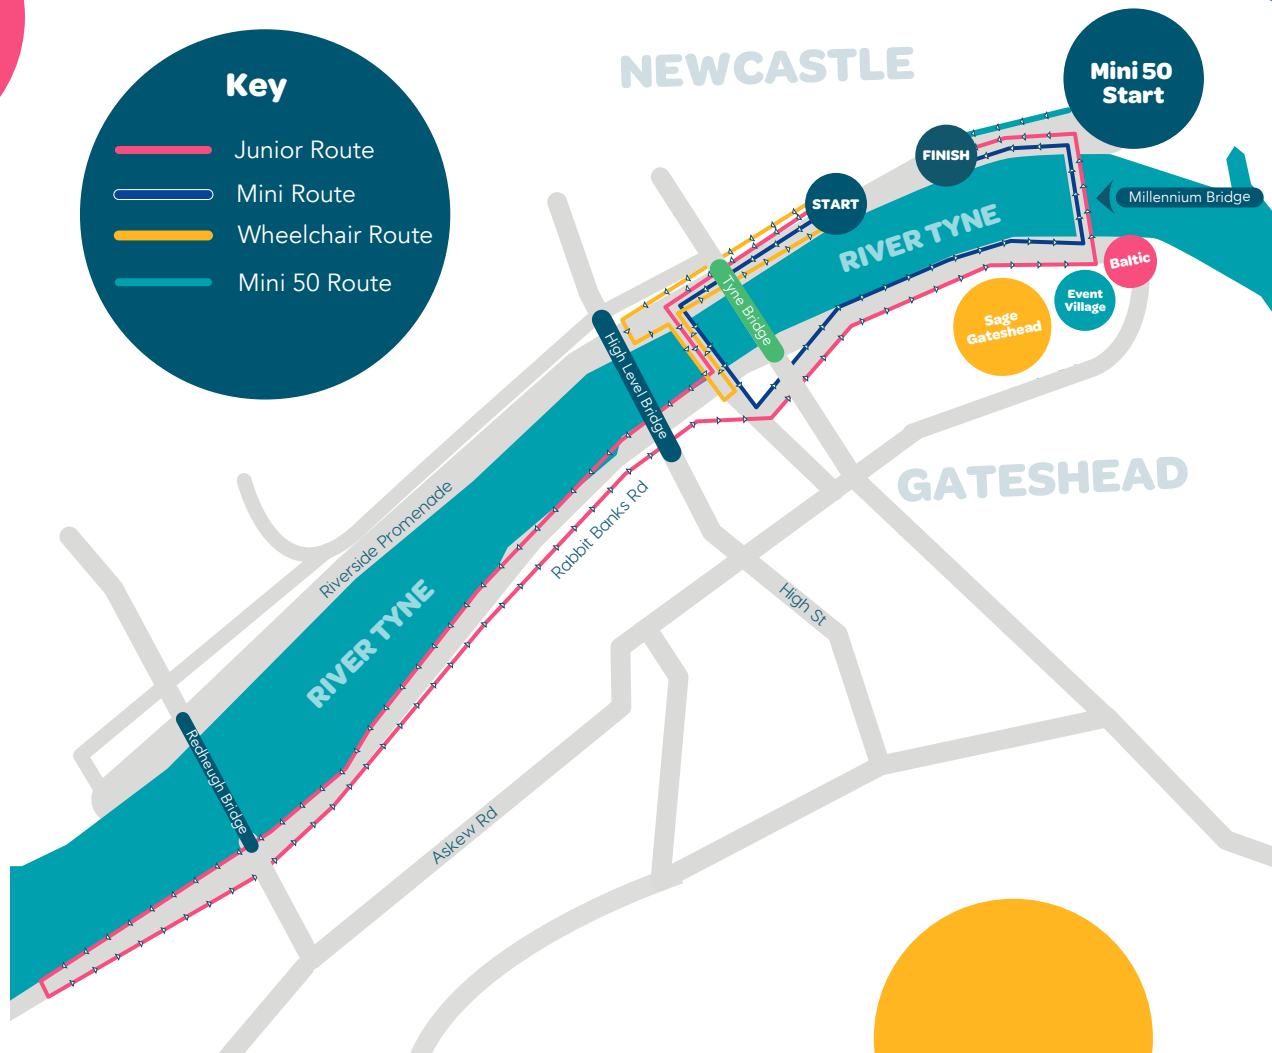 Key
Junior Route
Mini Route
Wheelchair Route
Mini 50 Route
NEWCASTLE
Mini 50
Start
FINISH
START
Millennium Bridge
RIVER TYNE
Baltic
Event
Village
Sage
Gateshead
Tyne Bridge
High Level Bridge
GATESHEAD
Riverside Promenade
Rabbit Banks Rd
High St
RIVER TYNE
Redheugh Bridge
Askew Rd